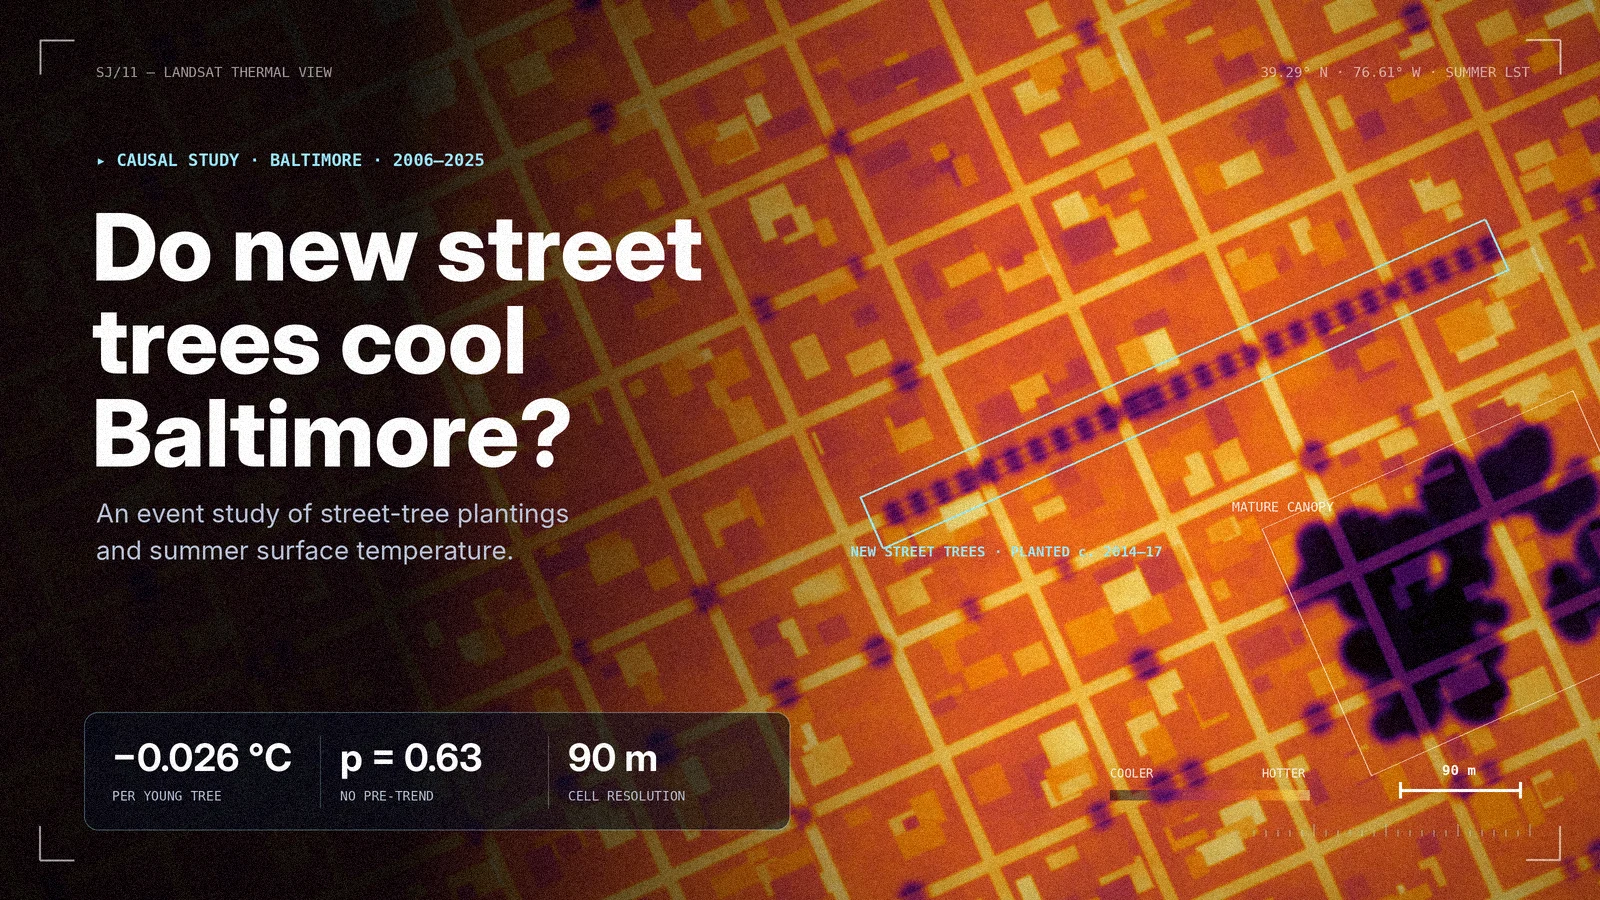 SJ/11 — LANDSAT THERMAL VIEW
39.29° N · 76.61° W · SUMMER LST
▸ CAUSAL STUDY · BALTIMORE · 2006–2025
Do new street
trees cool
Baltimore?
An event study of street-tree plantings
and summer surface temperature.
MATURE CANOPY
NEW STREET TREES · PLANTED c. 2014–17
−0.026 °C
PER YOUNG TREE
p = 0.63
NO PRE-TREND
90 m
CELL RESOLUTION
COOLER
HOTTER
90 m